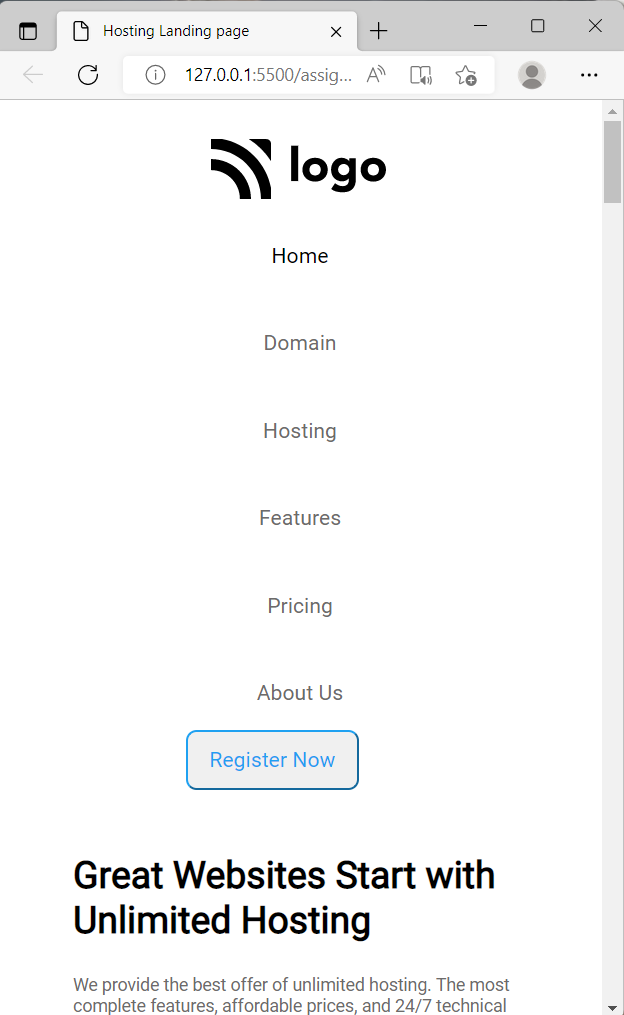 Hosting Landing page
127.0.0.1:5500/assig...
logo
Home
Domain
Hosting
Features
Pricing
About Us
Register Now
Great Websites Start with
Unlimited Hosting
We provide the best offer of unlimited hosting. The most
complete features, affordable prices, and 24/7 technical